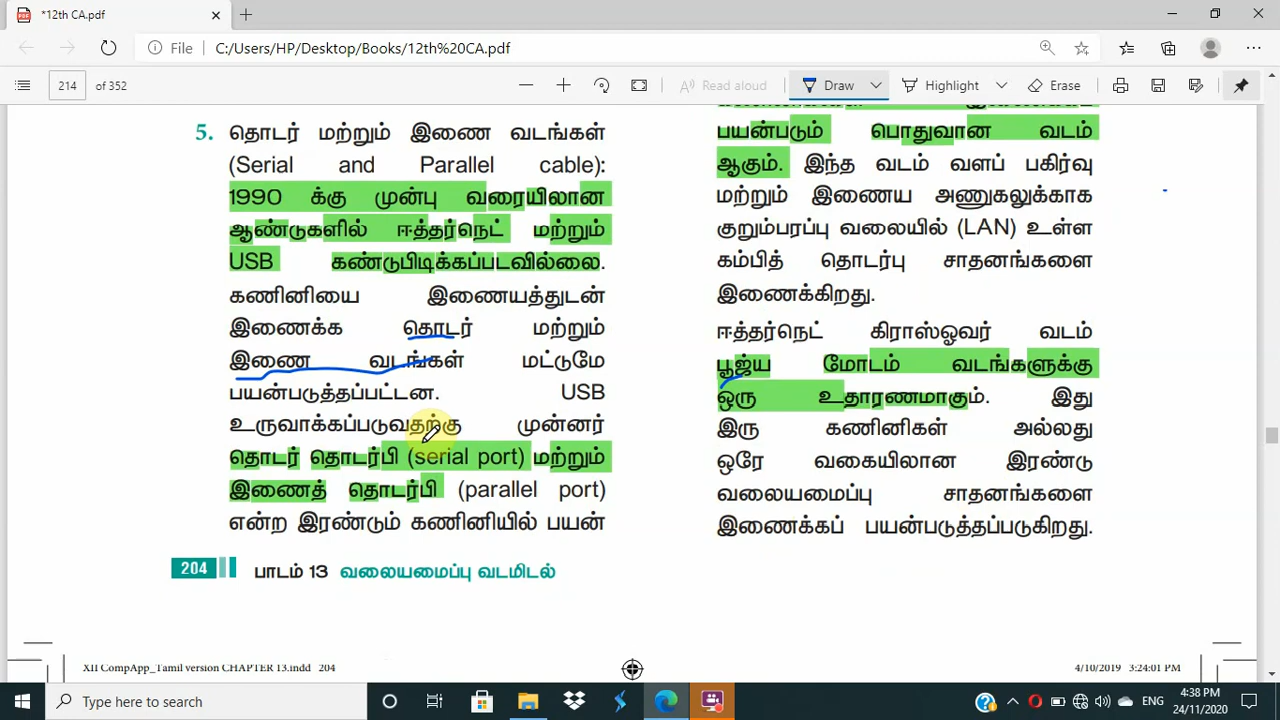 *12th CA.pdf
File C:/Users/HP/Desktop/Books/12th%20CA.pdf
214 of 352 Read aloud Draw Highlight Erase
5. தொடர் மற்றும் இணை வடங்கள்
(Serial and Parallel cable):
1990 க்கு முன்பு வரையிலான
ஆண்டுகளில் ஈத்தர்நெட் மற்றும்
USB கண்டுபிடிக்கப்படவில்லை.
கணினியை இணையத்துடன்
இணைக்க தொடர் மற்றும்
இணை வடங்கள் மட்டுமே
பயன்படுத்தப்பட்டன. USB
உருவாக்கப்படுவதற்கு முன்னர்
தொடர் தொடர்பி (serial port) மற்றும்
இணைத் தொடர்பி (parallel port)
என்ற இரண்டும் கணினியில் பயன்
பயன்படும் பொதுவான வடம்
ஆகும். இந்த வடம் வளப் பகிர்வு
மற்றும் இணைய அணுகலுக்காக
குறும்பரப்பு வலையில் (LAN) உள்ள
கம்பித் தொடர்பு சாதனங்களை
இணைக்கிறது.
ஈத்தர்நெட் கிராஸ்ஓவர் வடம்
பூஜ்ய மோடம் வடங்களுக்கு
ஒரு உதாரணமாகும். இது
இரு கணினிகள் அல்லது
ஒரே வகையிலான இரண்டு
வலையமைப்பு சாதனங்களை
இணைக்கப் பயன்படுத்தப்படுகிறது.
204 பாடம் 13 வலையமைப்பு வடமிடல்
XII CompApp_Tamil version CHAPTER 13.indd 204 4/10/2019 3:24:01 PM
Type here to search ENG 4:38 PM
24/11/2020